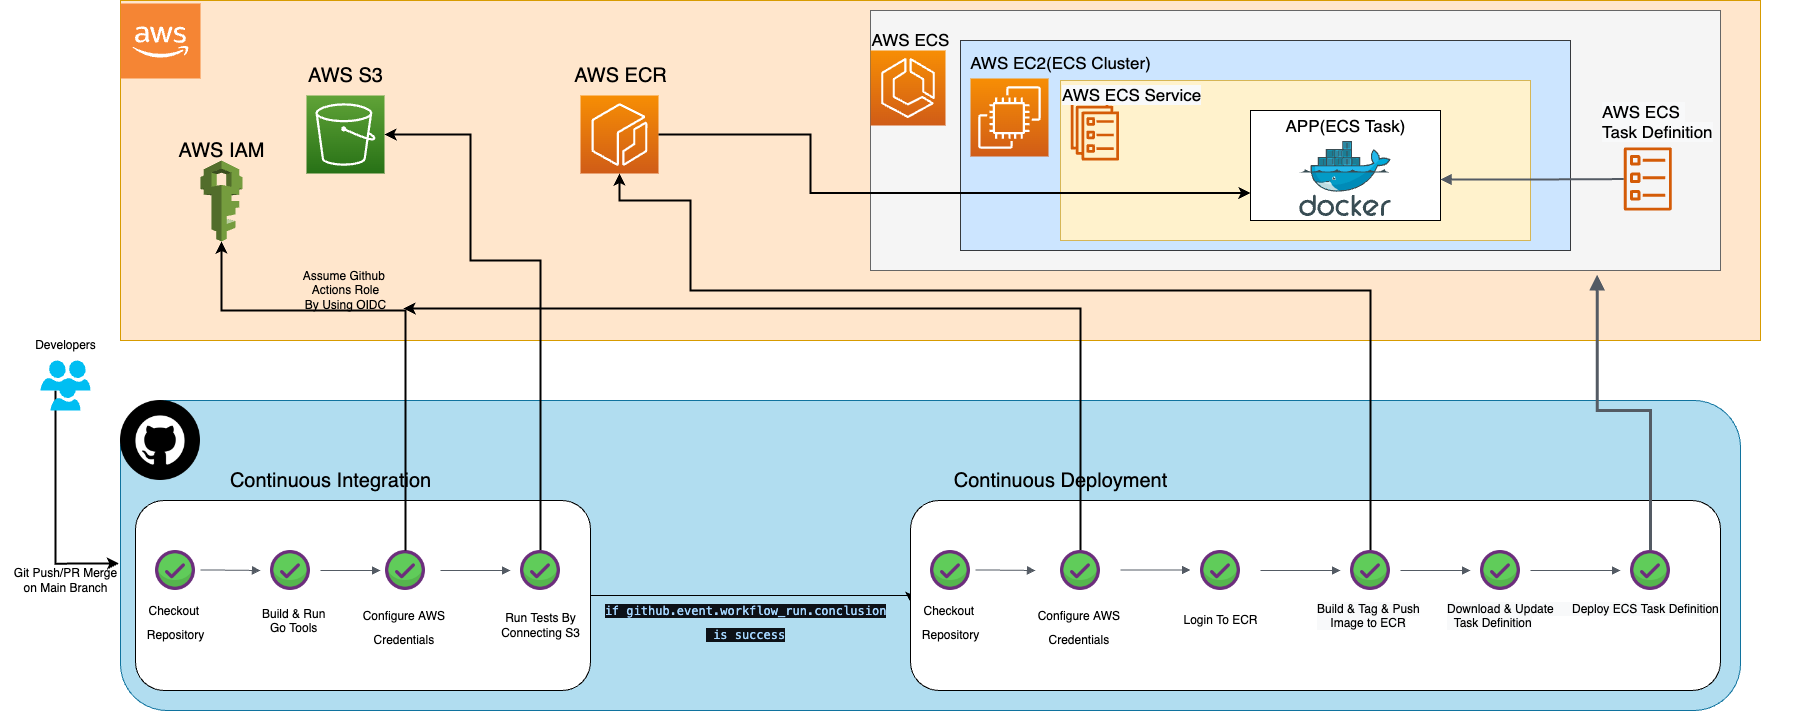 aws
AWS S3
AWS ECR
AWS IAM
AWS ECS
AWS EC2(ECS Cluster)
AWS ECS Service
APP(ECS Task)
docker
AWS ECS
Task Definition
Assume Github
Actions Role
By Using OIDC
Developers
Git Push/PR Merge
on Main Branch
Continuous Integration
Checkout
Repository
Build & Run
Go Tools
Configure AWS
Credentials
Run Tests By
Connecting S3
if github.event.workflow_run.conclusion
is success
Continuous Deployment
Checkout
Repository
Configure AWS
Credentials
Login To ECR
Build & Tag & Push
Image to ECR
Download & Update
Task Definition
Deploy ECS Task Definition